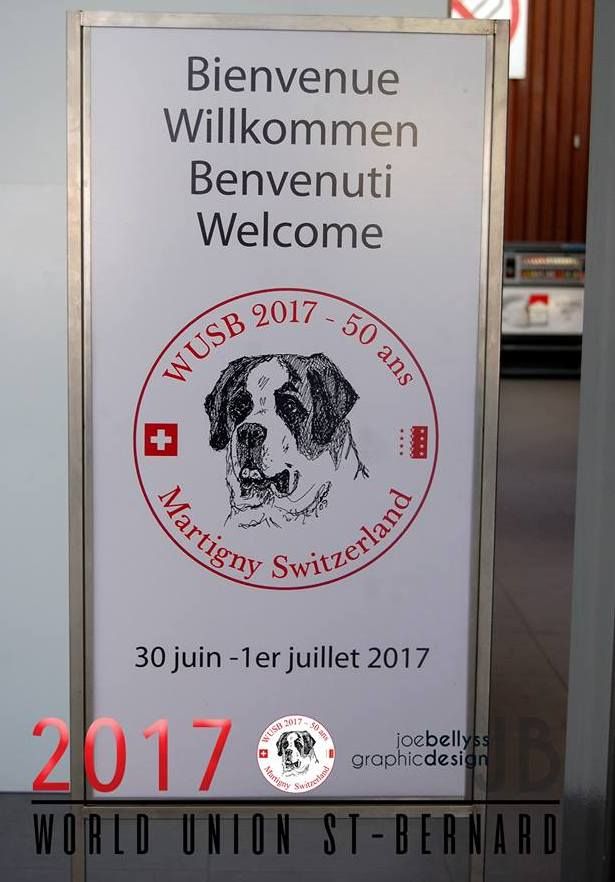 Bienvenue
Willkommen
Benvenuti
Welcome
WUSB 2017 - 50 ans
Martigny Switzerland
30 juin -1er juillet 2017
2017
WUSB 2017 - 50 ans
Martigny Switzerland
joebellyss
graphicdesign
JB
WORLD UNION ST-BERNARD